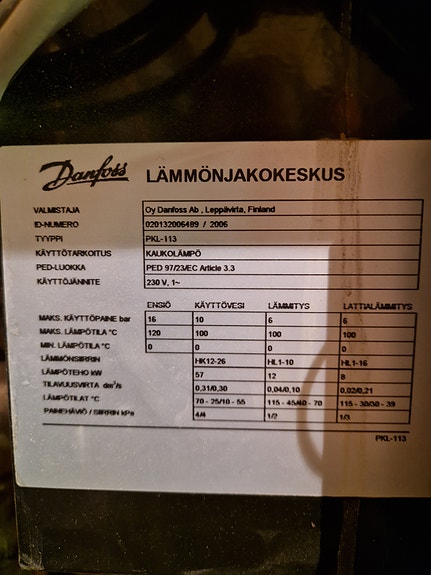 Danfoss LÄMMÖNJAKOKESKUS
VALMISTAJA Oy Danfoss Ab , Leppävirta, Finland
ID-NUMERO 020132006489 / 2006
TYYPPI PKL-113
KÄYTTÖTARKOITUS KAUKOLÄMPÖ
PED-LUOKKA PED 97/23/EC Article 3.3
KÄYTTÖJÄNNITE 230 V, 1~
ENSIÖ KÄYTTÖVESI LÄMMITYS LATTIALÄMMITYS
MAKS. KÄYTTÖPAINE bar 16 10 6 6
MAKS. LÄMPÖTILA °C 120 100 100 100
MIN. LÄMPÖTILA °C 0 0 0 0
LÄMMÖNSIIRRIN HK12-26 HL1-10 HL1-16
LÄMPÖTEHO kW 57 12 8
TILAVUUSVIRTA dm³/s 0,31/0,30 0,04/0,10 0,02/0,21
LÄMPÖTILAT °C 70 - 25/10 - 55 115 - 45/40 - 70 115 - 30/30 - 39
PAINEHÄVIÖ / SIIRRIN kPa 4/4 1/2 1/3
PKL-113